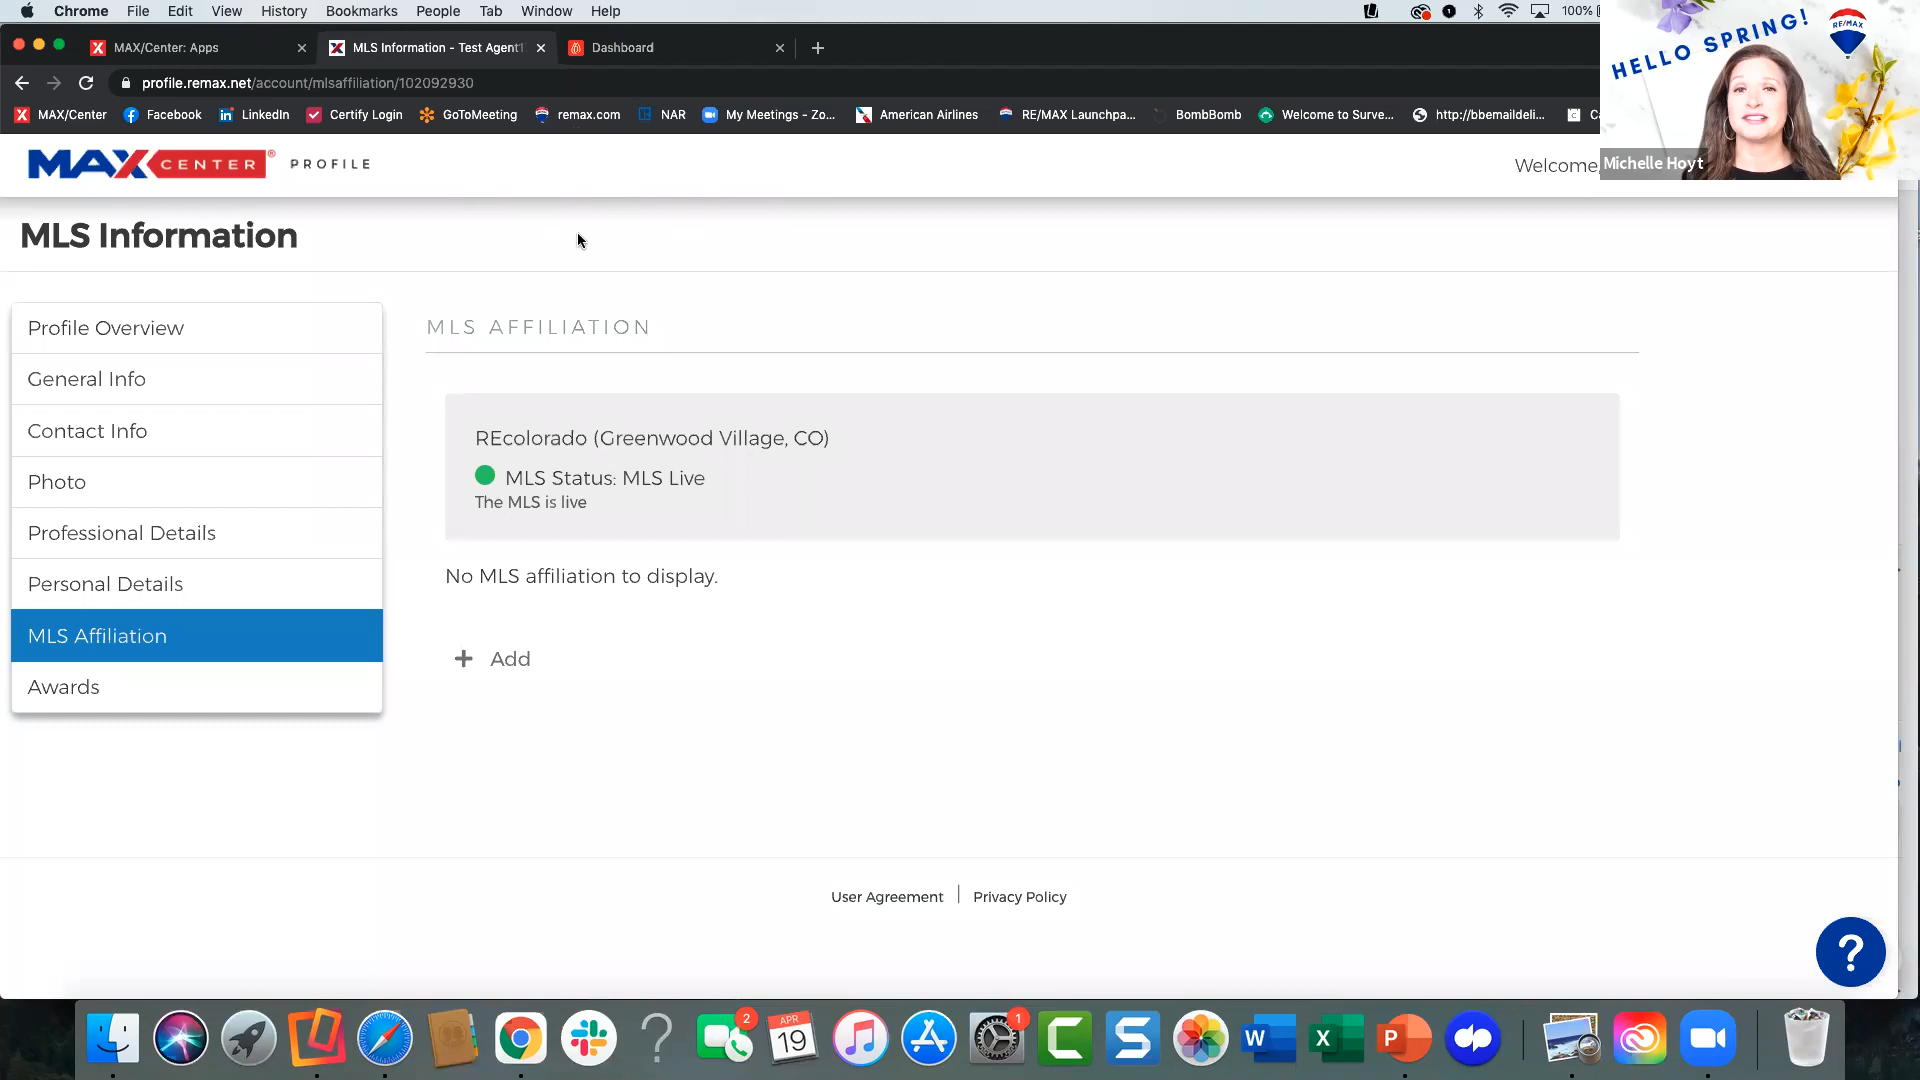 Chrome File Edit View History Bookmarks People Tab Window Help 100%
MAX/Center: Apps MLS Information - Test Agent1 Dashboard
profile.remax.net/account/mlsaffiliation/102092930
MAX/Center Facebook LinkedIn Certify Login GoToMeeting remax.com NAR My Meetings - Zo... American Airlines RE/MAX Launchpa... BombBomb Welcome to Surve... http://bbemaildeli...
HELLO SPRING!
RE/MAX
Michelle Hoyt
MAX CENTER® PROFILE
Welcome,
MLS Information
Profile Overview
General Info
Contact Info
Photo
Professional Details
Personal Details
MLS Affiliation
Awards
MLS AFFILIATION
REcolorado (Greenwood Village, CO)
MLS Status: MLS Live
The MLS is live
No MLS affiliation to display.
+ Add
User Agreement | Privacy Policy
?
2
APR
19
1
C
S
W
X
P